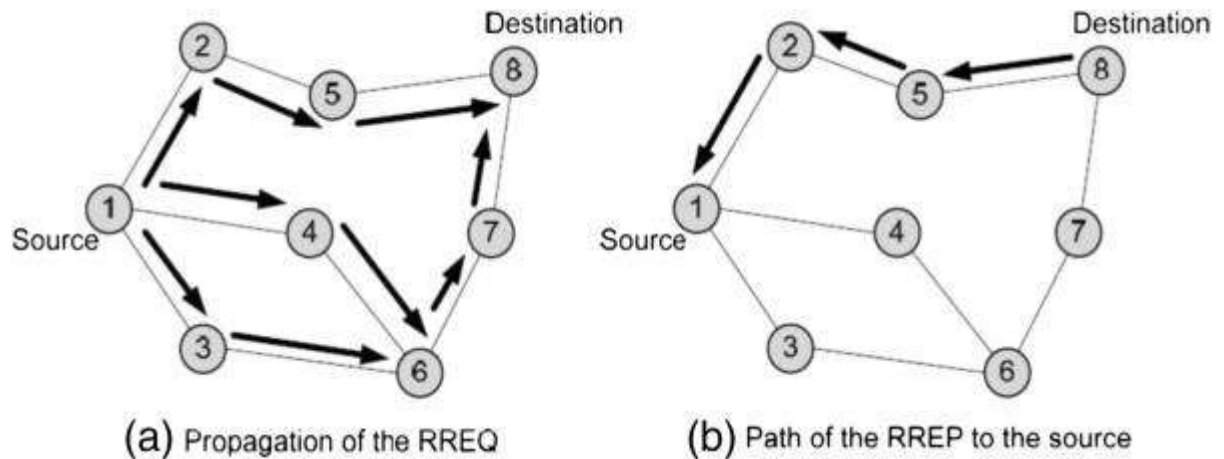 Destination
2
5
8
1
Source
4
7
3
6
(a) Propagation of the RREQ
Destination
2
5
8
1
Source
4
7
3
6
(b) Path of the RREP to the source